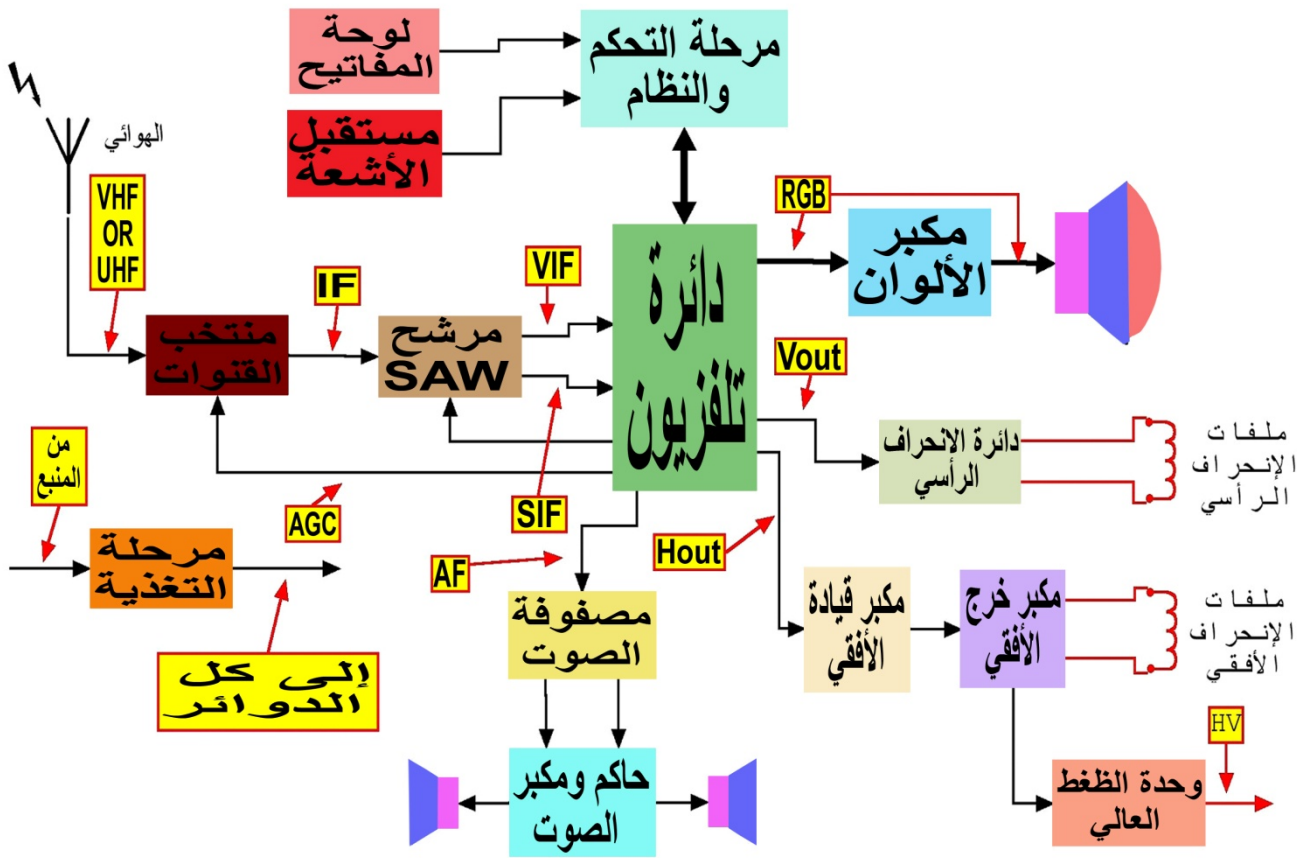 لوحة
المفاتيح
مرحلة التحكم
والنظام
مستقبل
الأشعة
الهوائي
VHF
OR
UHF
IF
VIF
RGB
مكبر
الألوان
منتخب
القنوات
مرشح
SAW
دائرة
تلفزيون
Vout
دائرة الانحراف
الرأسي
ملفات
الإنحراف
الرأسي
من
المنبع
AGC
SIF
AF
Hout
مرحلة
التغذية
إلى كل
الدوائر
مصفوفة
الصوت
مكبر قيادة
الأفقي
مكبر خرج
الأفقي
ملفات
الإنحراف
الأفقي
HV
حاكم ومكبر
الصوت
وحدة الظغط
العالي